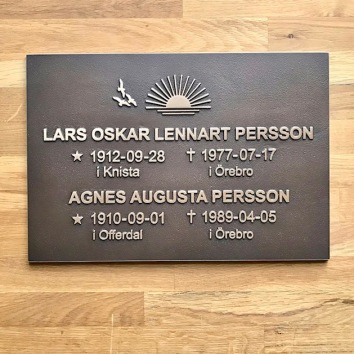 LARS OSKAR LENNART PERSSON
★ 1912-09-28 † 1977-07-17
i Knista i Örebro
AGNES AUGUSTA PERSSON
★ 1910-09-01 † 1989-04-05
i Offerdal i Örebro